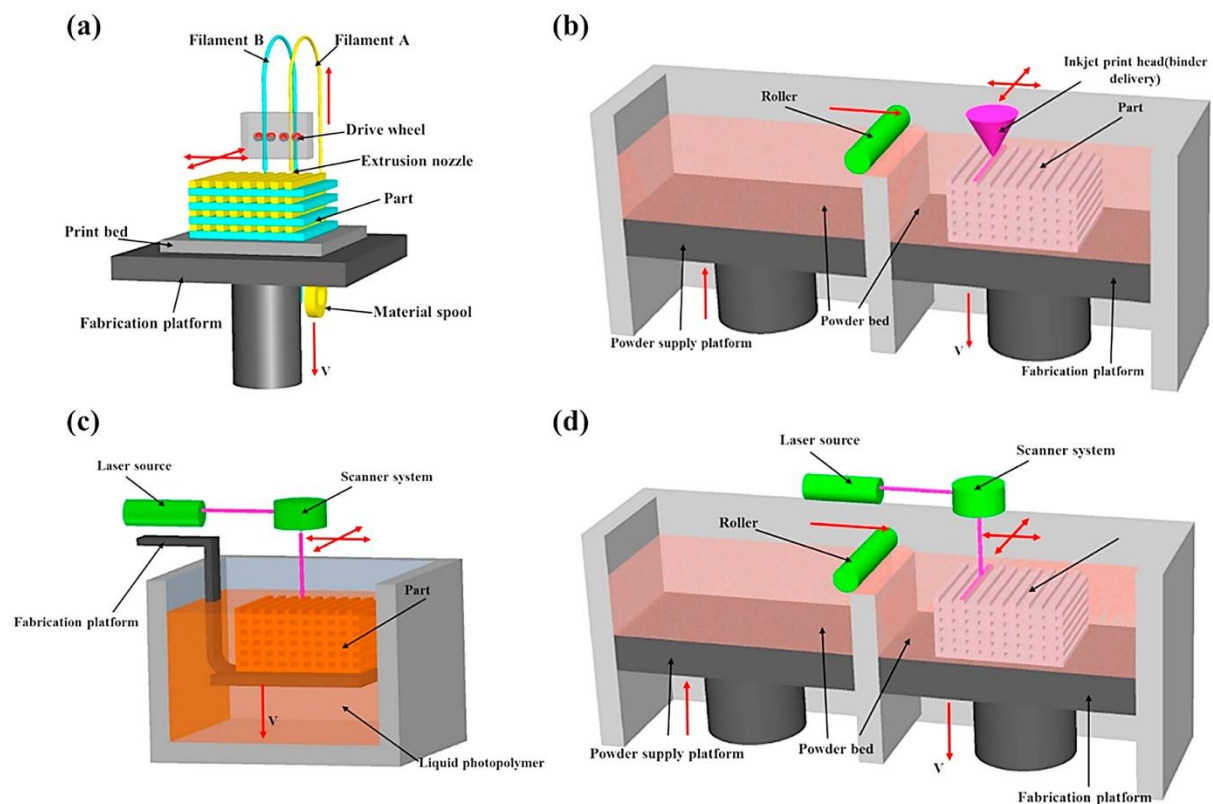 (a)
Filament B
Filament A
Drive wheel
Extrusion nozzle
Part
Print bed
Fabrication platform
Material spool
V
(b)
Inkjet print head(binder
delivery)
Roller
Part
Powder supply platform
Powder bed
V
Fabrication platform
(c)
Laser source
Scanner system
Part
Fabrication platform
V
Liquid photopolymer
(d)
Laser source
Scanner system
Roller
Powder supply platform
Powder bed
V
Fabrication platform